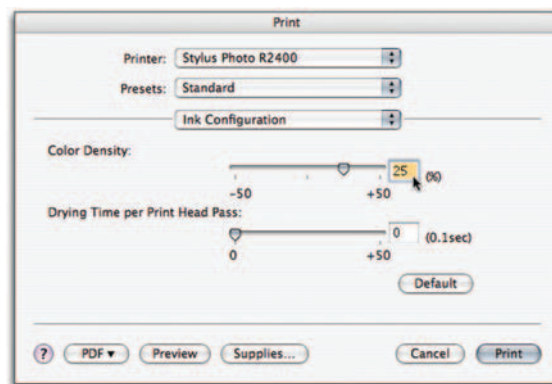 Print
Printer: Stylus Photo R2400
Presets: Standard
Ink Configuration
Color Density:
25 (%)
-50 +50
Drying Time per Print Head Pass:
0 (0.1sec)
0 +50
Default
? PDF▼ Preview Supplies... Cancel Print